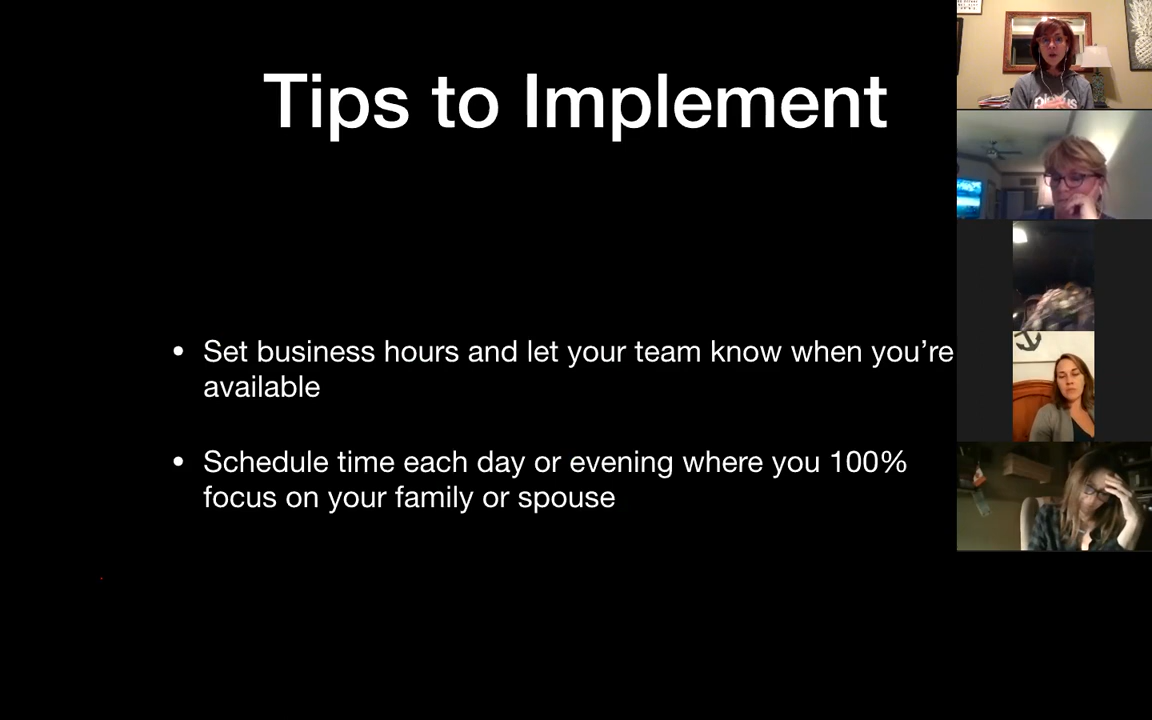 Tips to Implement
• Set business hours and let your team know when you’re
available
• Schedule time each day or evening where you 100%
focus on your family or spouse